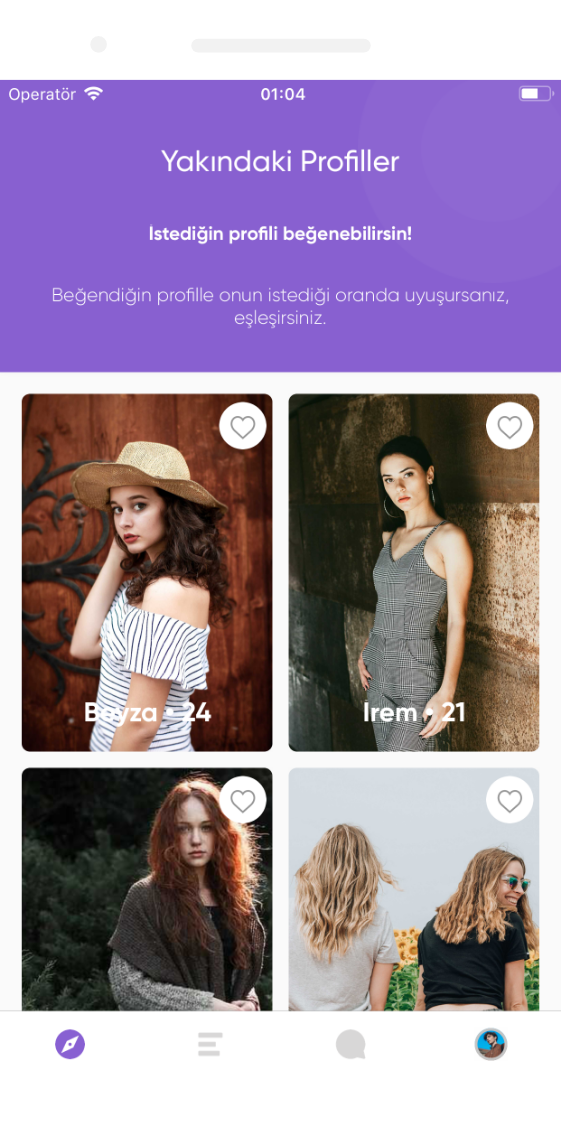 Operatör 01:04
Yakındaki Profiller
İstediğin profili beğenebilirsin!
Beğendiğin profille onun istediği oranda uyuşursanız,
eşleşirsiniz.
Beyza • 24
Irem • 21